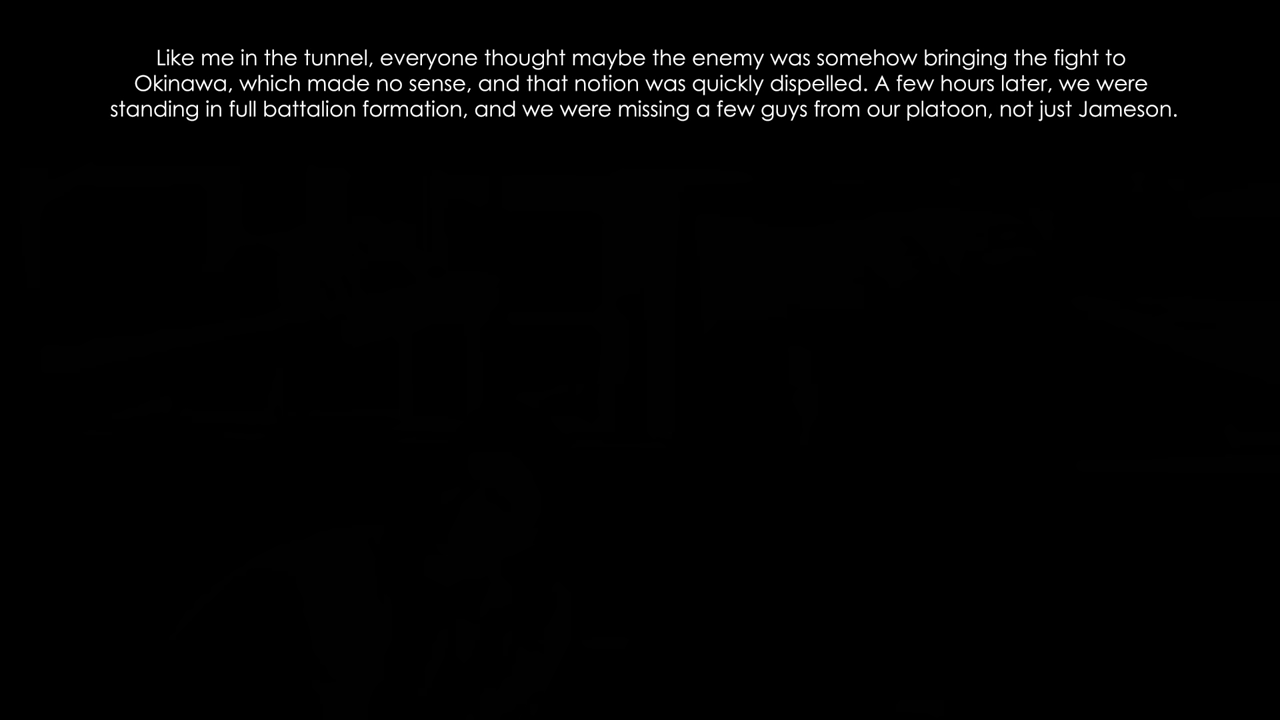 Like me in the tunnel, everyone thought maybe the enemy was somehow bringing the fight to
Okinawa, which made no sense, and that notion was quickly dispelled. A few hours later, we were
standing in full battalion formation, and we were missing a few guys from our platoon, not just Jameson.